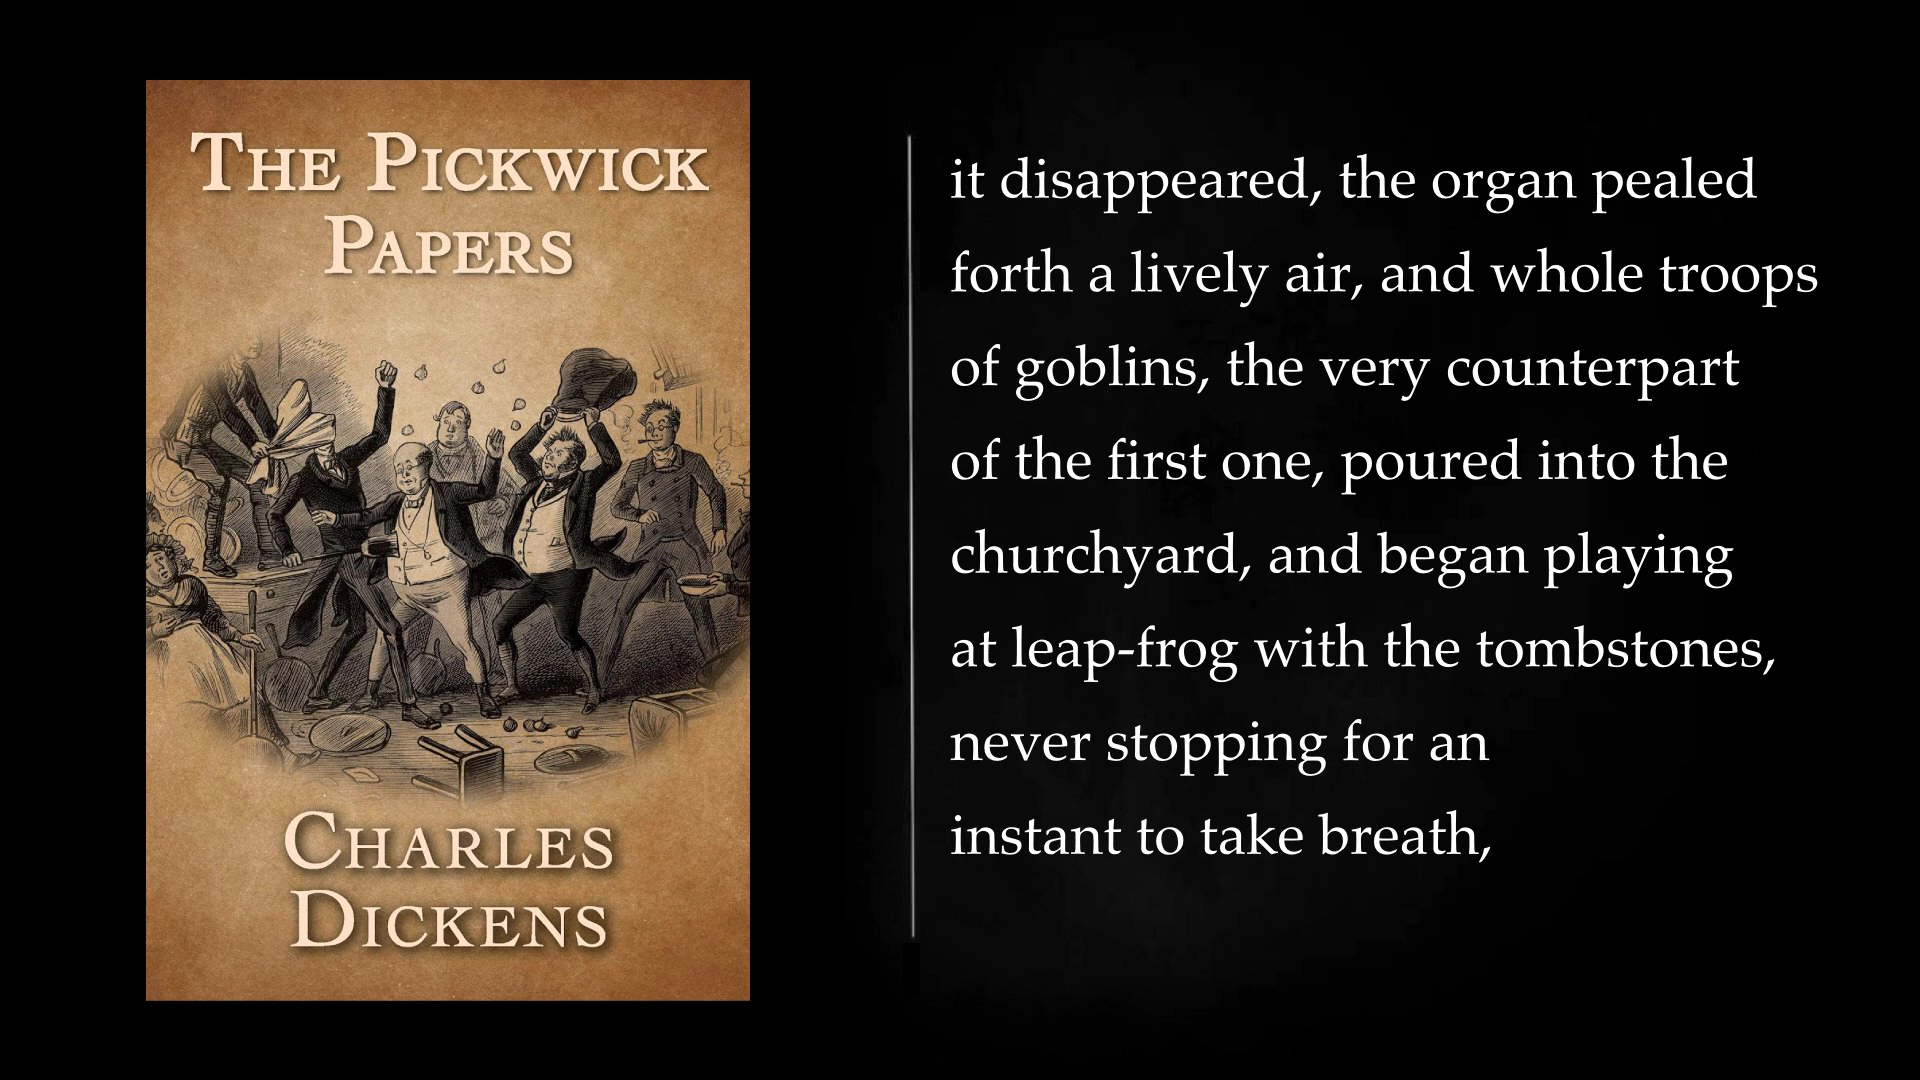 THE PICKWICK
PAPERS
CHARLES
DICKENS
it disappeared, the organ pealed
forth a lively air, and whole troops
of goblins, the very counterpart
of the first one, poured into the
churchyard, and began playing
at leap-frog with the tombstones,
never stopping for an
instant to take breath,